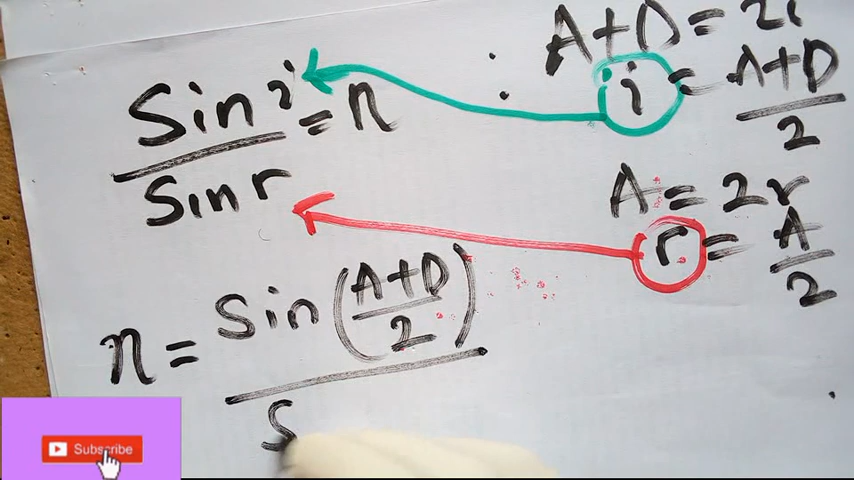 A+D = 2i
Sin i = n
Sin r
i = A+D
2
A = 2r
r = A
2
n = Sin (A+D
2)
S
Subscribe